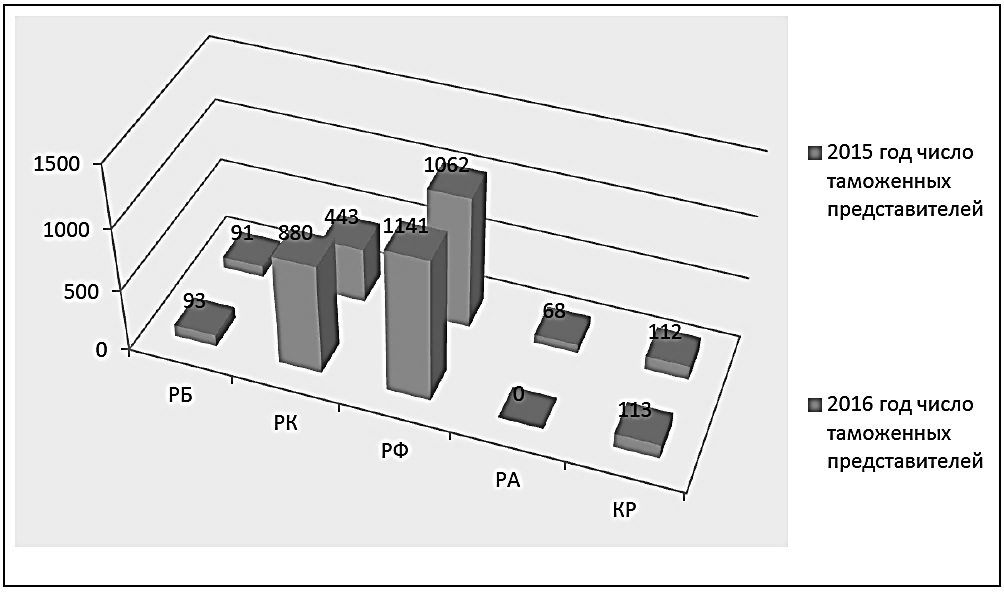 1500
1000
500
0
91
880
443
1141
1062
93
68
112
0
113
РБ
РК
РФ
РА
КР
2015 год число
таможенных
представителей
2016 год число
таможенных
представителей